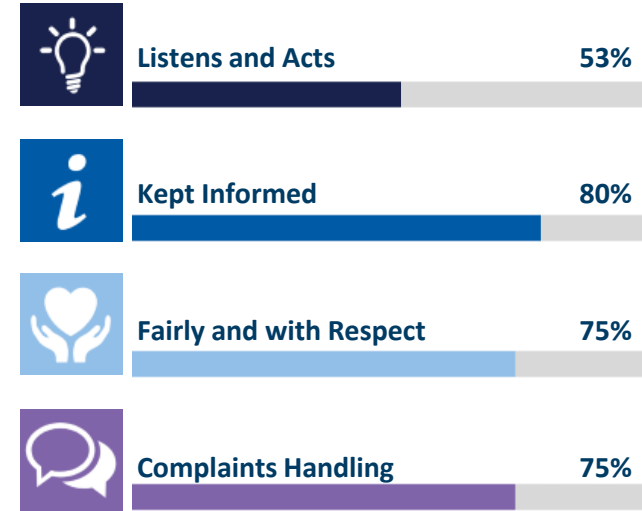 Listens and Acts 53%
Kept Informed 80%
Fairly and with Respect 75%
Complaints Handling 75%